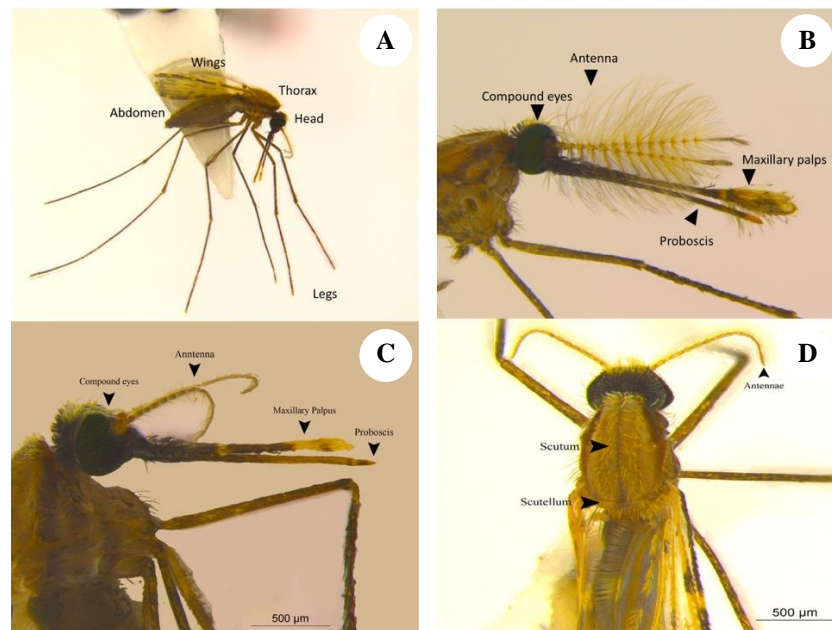 A
Wings
Thorax
Abdomen
Head
Legs
B
Antenna
Compound eyes
Maxillary palps
Proboscis
C
Anntenna
Compound eyes
Maxillary Palpus
Proboscis
500 µm
D
Antennae
Scutum
Scutellum
500 µm